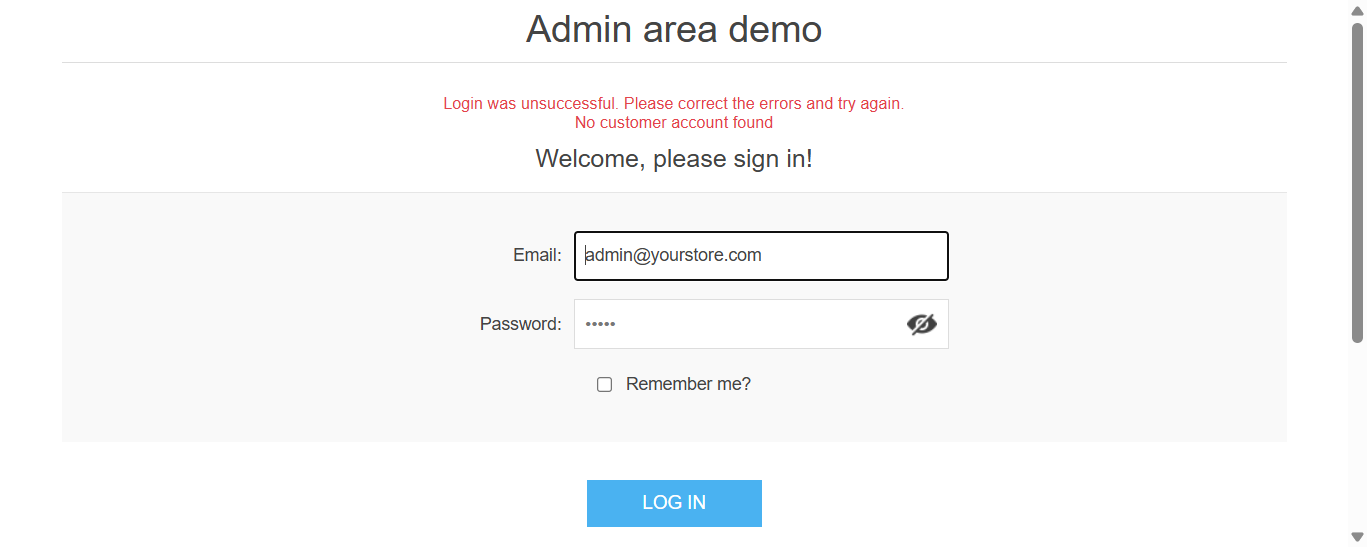 Admin area demo
Login was unsuccessful. Please correct the errors and try again.
No customer account found
Welcome, please sign in!
Email: admin@yourstore.com
Password: •••••
Remember me?
LOG IN